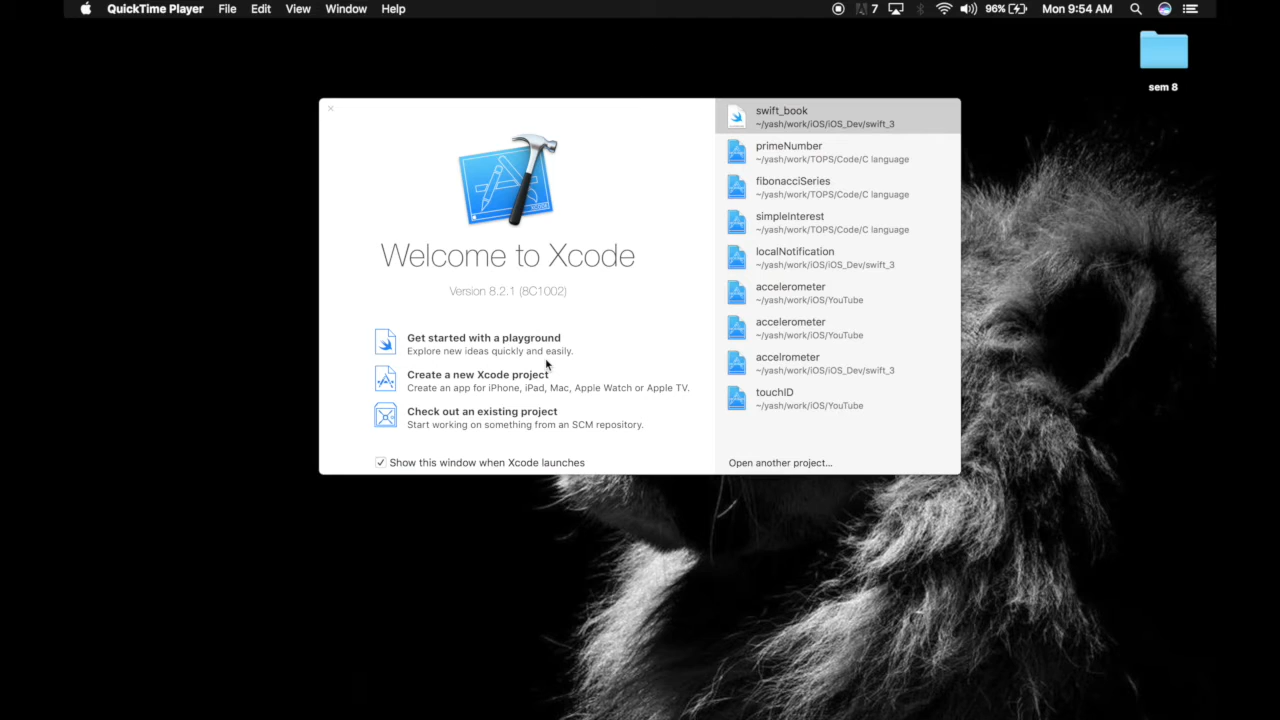 QuickTime Player File Edit View Window Help 7 96% Mon 9:54 AM
sem 8
Welcome to Xcode
Version 8.2.1 (8C1002)
Get started with a playground
Explore new ideas quickly and easily.
Create a new Xcode project
Create an app for iPhone, iPad, Mac, Apple Watch or Apple TV.
Check out an existing project
Start working on something from an SCM repository.
Show this window when Xcode launches
swift_book
~/yash/work/iOS/iOS_Dev/swift_3
primeNumber
~/yash/work/TOPS/Code/C language
fibonacciSeries
~/yash/work/TOPS/Code/C language
simpleInterest
~/yash/work/TOPS/Code/C language
localNotification
~/yash/work/iOS/iOS_Dev/swift_3
accelerometer
~/yash/work/iOS/YouTube
accelerometer
~/yash/work/iOS/YouTube
accelrometer
~/yash/work/iOS/iOS_Dev/swift_3
touchID
~/yash/work/iOS/YouTube
Open another project...